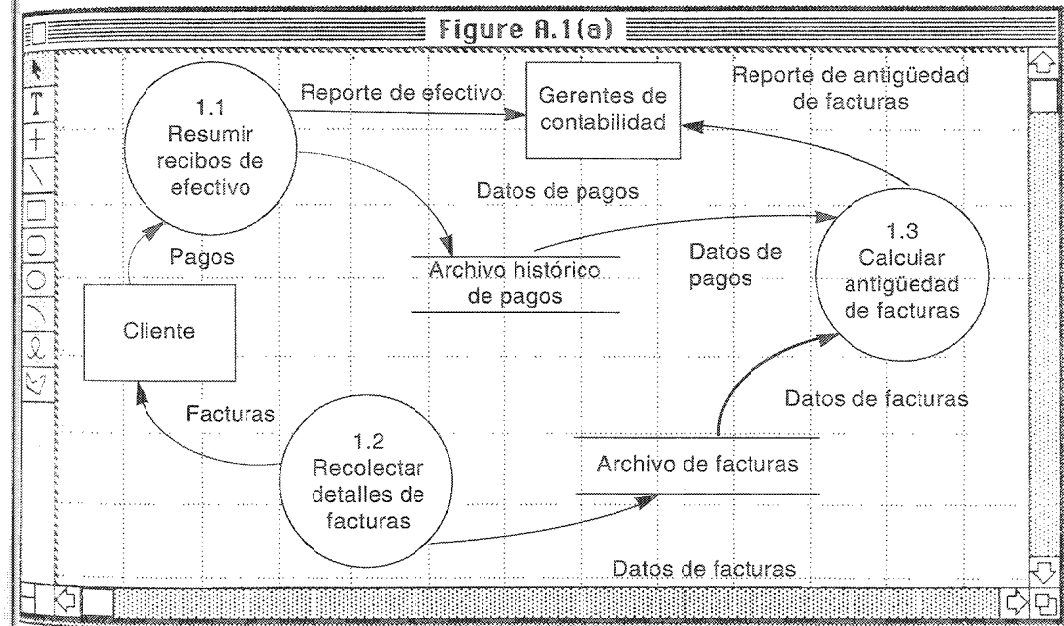 Figure A.1(a)
1.1
Resumir
recibos de
efectivo
Reporte de efectivo
Gerentes de
contabilidad
Reporte de antigüedad
de facturas
Datos de pagos
Pagos
Archivo histórico
de pagos
Datos de
pagos
1.3
Calcular
antigüedad
de facturas
Cliente
Facturas
Datos de facturas
1.2
Recolectar
detalles de
facturas
Archivo de facturas
Datos de facturas